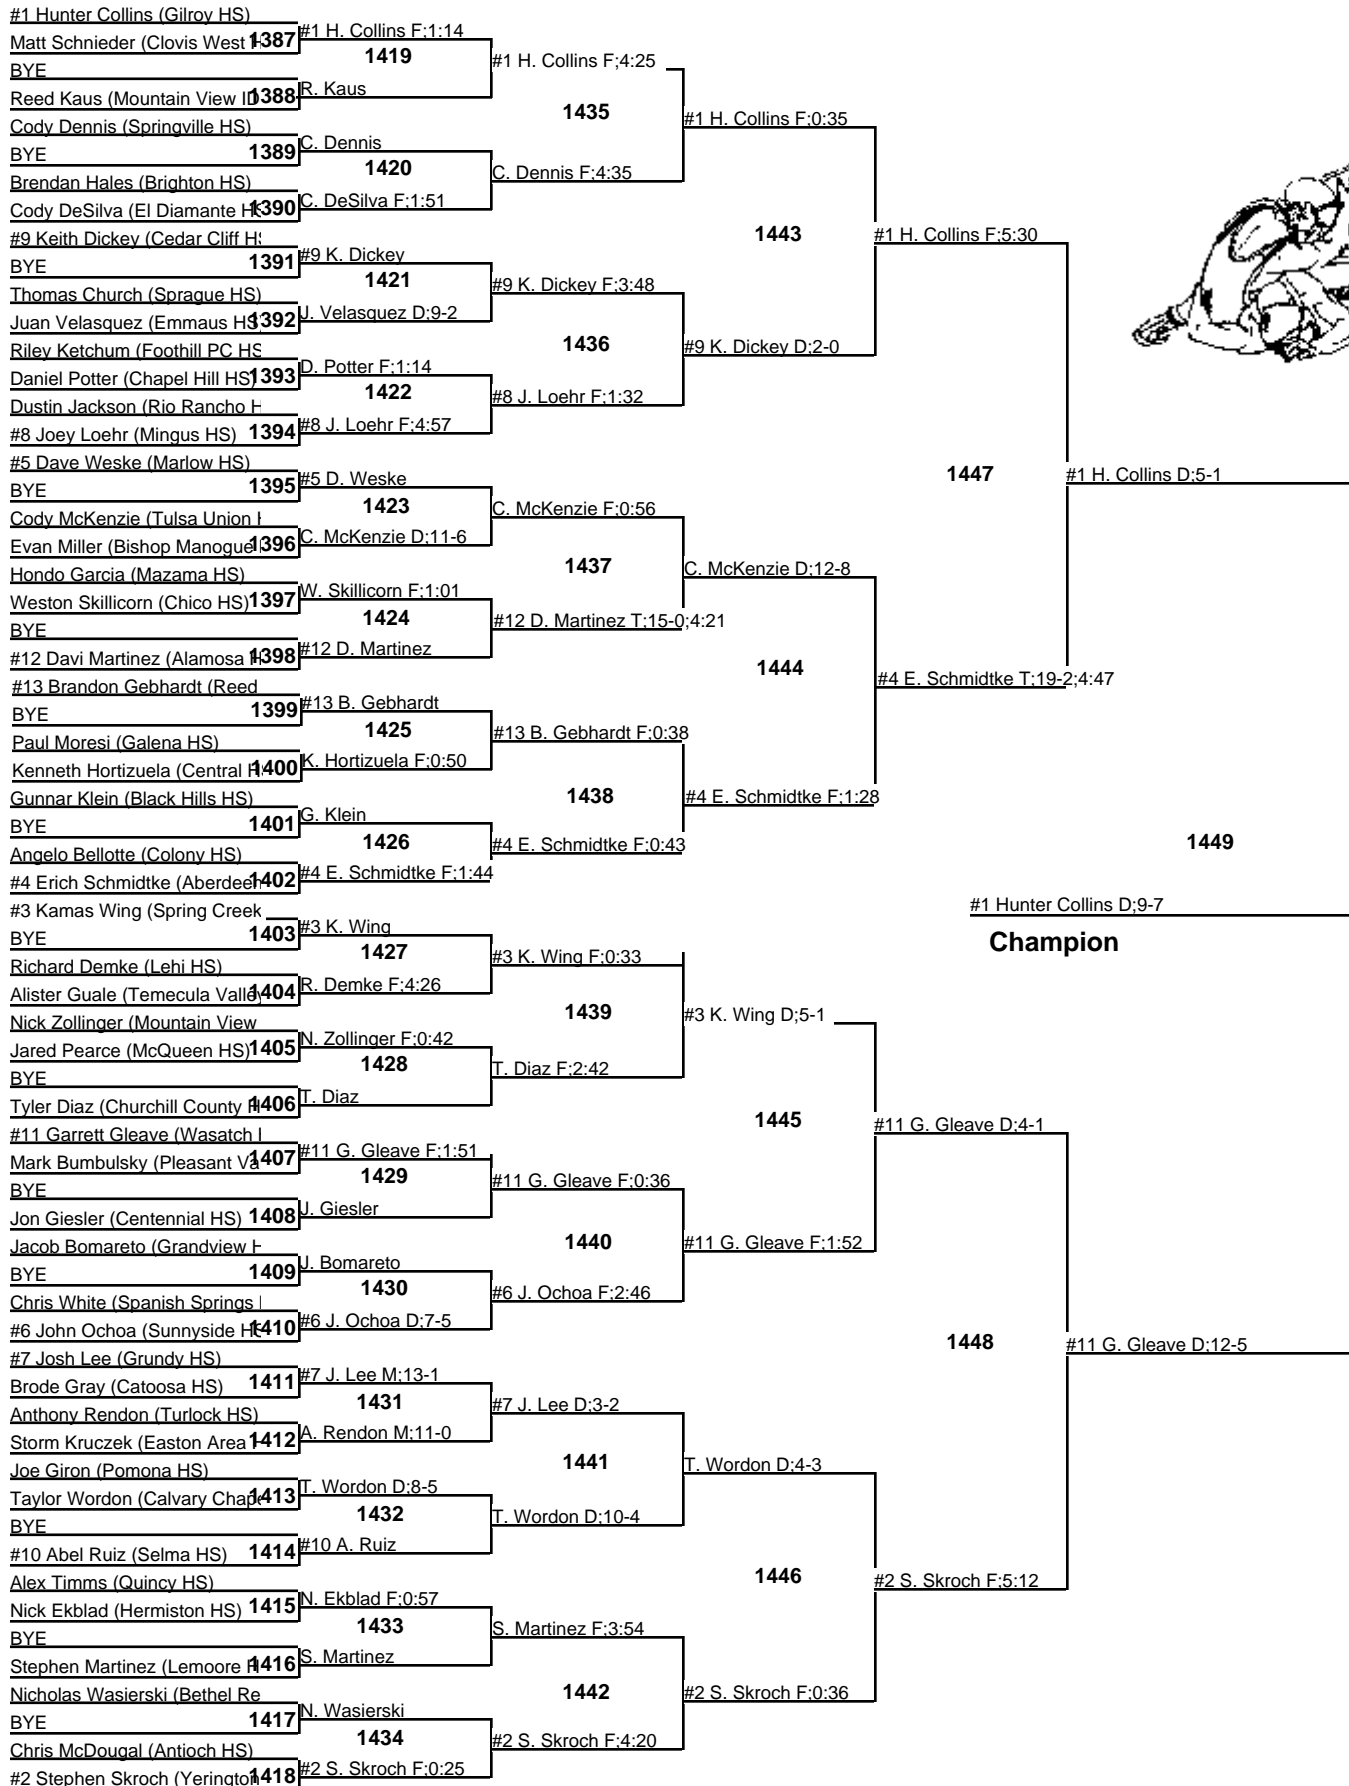 #1 Hunter Collins (Gilroy HS)
Matt Schnieder (Clovis West
1387
BYE
Reed Kaus (Mountain View ID
1388
Cody Dennis (Springville HS)
BYE
1389
Brendan Hales (Brighton HS)
Cody DeSilva (El Diamante HS
1390
#9 Keith Dickey (Cedar Cliff HS
BYE
1391
Thomas Church (Sprague HS)
Juan Velasquez (Emmaus HS
1392
Riley Ketchum (Foothill PC HS
Daniel Potter (Chapel Hill HS)
1393
Dustin Jackson (Rio Rancho H
#8 Joey Loehr (Mingus HS)
1394
#5 Dave Weske (Marlow HS)
BYE
1395
Cody McKenzie (Tulsa Union
Evan Miller (Bishop Manogue
1396
Hondo Garcia (Mazama HS)
Weston Skillicorn (Chico HS)
1397
BYE
#12 Davi Martinez (Alamosa
1398
#13 Brandon Gebhardt (Reed
BYE
1399
Paul Moresi (Galena HS)
Kenneth Hortizuela (Central
1400
Gunnar Klein (Black Hills HS)
BYE
1401
Angelo Bellotte (Colony HS)
#4 Erich Schmidtke (Aberdeen
1402
#3 Kamas Wing (Spring Creek
BYE
1403
Richard Demke (Lehi HS)
Alister Guale (Temecula Valley
1404
Nick Zollinger (Mountain View
Jared Pearce (McQueen HS)
1405
BYE
Tyler Diaz (Churchill County
1406
#11 Garrett Gleave (Wasatch
Mark Bumbulsky (Pleasant Va
1407
BYE
Jon Giesler (Centennial HS)
1408
Jacob Bomareto (Grandview H
BYE
1409
Chris White (Spanish Springs
#6 John Ochoa (Sunnyside HS
1410
#7 Josh Lee (Grundy HS)
Brode Gray (Catoosa HS)
1411
Anthony Rendon (Turlock HS)
Storm Kruczek (Easton Area
1412
Joe Giron (Pomona HS)
Taylor Wordon (Calvary Chape
1413
BYE
#10 Abel Ruiz (Selma HS)
1414
Alex Timms (Quincy HS)
Nick Ekblad (Hermiston HS)
1415
BYE
Stephen Martinez (Lemoore
1416
Nicholas Wasierski (Bethel Re
BYE
1417
Chris McDougal (Antioch HS)
#2 Stephen Skroch (Yerington
1418
#1 H. Collins F;1:14
1419
R. Kaus
C. Dennis
1420
C. DeSilva F;1:51
#9 K. Dickey
1421
J. Velasquez D;9-2
D. Potter F;1:14
1422
#8 J. Loehr F;4:57
#5 D. Weske
1423
C. McKenzie D;11-6
W. Skillicorn F;1:01
1424
#12 D. Martinez
#13 B. Gebhardt
1425
K. Hortizuela F;0:50
G. Klein
1426
#4 E. Schmidtke F;1:44
#3 K. Wing
1427
R. Demke F;4:26
N. Zollinger F;0:42
1428
T. Diaz
#11 G. Gleave F;1:51
1429
J. Giesler
J. Bomareto
1430
#6 J. Ochoa D;7-5
#7 J. Lee M;13-1
1431
A. Rendon M;11-0
T. Wordon D;8-5
1432
#10 A. Ruiz
N. Ekblad F;0:57
1433
S. Martinez
N. Wasierski
1434
#2 S. Skroch F;0:25
#1 H. Collins F;4:25
1435
C. Dennis F;4:35
#9 K. Dickey F;3:48
1436
#8 J. Loehr F;1:32
C. McKenzie F;0:56
1437
#12 D. Martinez T;15-0;4:21
#13 B. Gebhardt F;0:38
1438
#4 E. Schmidtke F;0:43
#3 K. Wing F;0:33
1439
T. Diaz F;2:42
#11 G. Gleave F;0:36
1440
#6 J. Ochoa F;2:46
#7 J. Lee D;3-2
1441
T. Wordon D;10-4
S. Martinez F;3:54
1442
#2 S. Skroch F;4:20
#1 H. Collins F;0:35
1443
#9 K. Dickey D;2-0
C. McKenzie D;12-8
1444
#4 E. Schmidtke F;1:28
#3 K. Wing D;5-1
1445
#11 G. Gleave F;1:52
T. Wordon D;4-3
1446
#2 S. Skroch F;0:36
#1 H. Collins F;5:30
1447
#4 E. Schmidtke T;19-2;4:47
#11 G. Gleave D;4-1
1448
#2 S. Skroch F;5:12
#1 H. Collins D;5-1
1449
#11 G. Gleave D;12-5
#1 Hunter Collins D;9-7
Champion